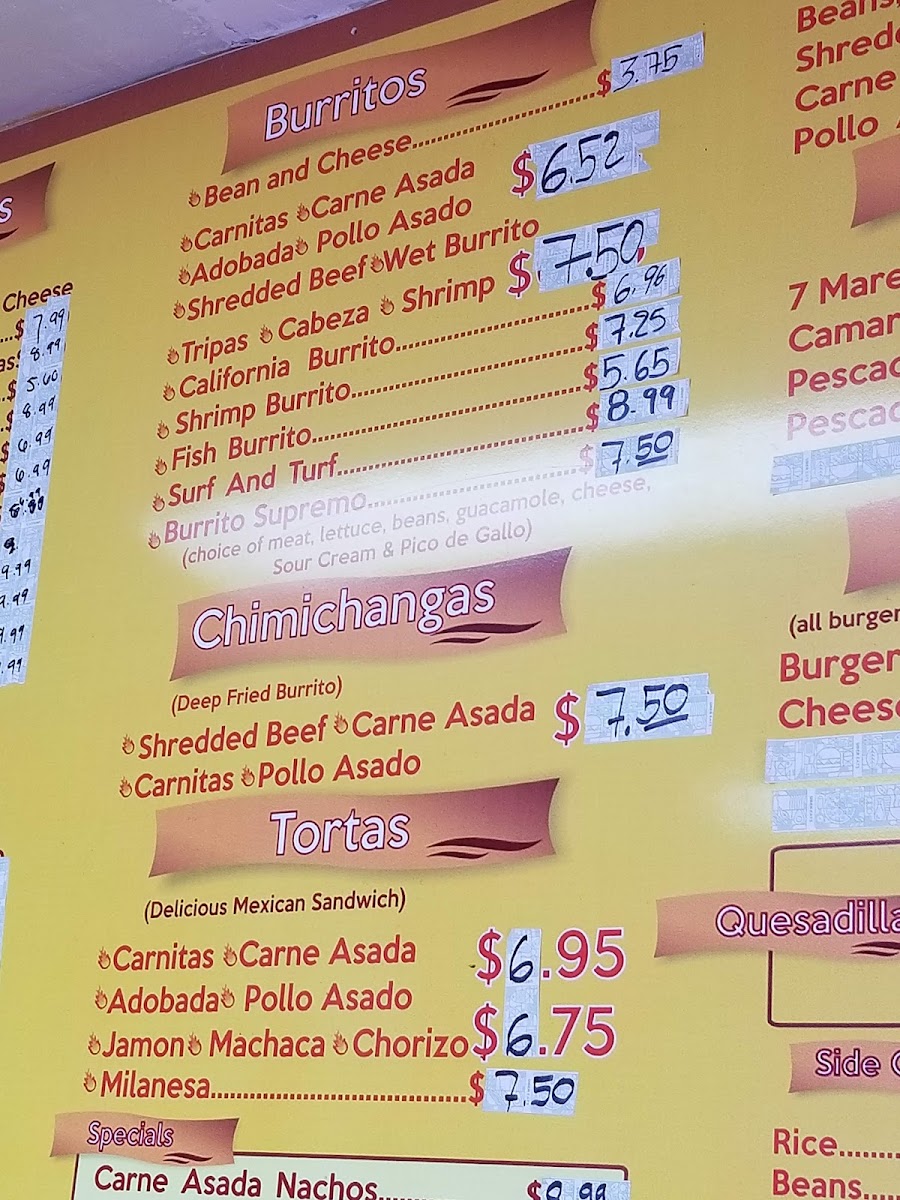 Burritos
Bean and Cheese.......................$3.75
Carnitas Carne Asada $6.52
Adobada Pollo Asado
Shredded Beef Wet Burrito
Tripas Cabeza Shrimp $7.50
California Burrito.......................$6.96
Shrimp Burrito.......................$7.25
Fish Burrito.......................$5.65
Surf And Turf.......................$8.99
Burrito Supremo.......................$7.50
(choice of meat, lettuce, beans, guacamole, cheese,
Sour Cream & Pico de Gallo)
Chimichangas
(Deep Fried Burrito)
Shredded Beef Carne Asada $7.50
Carnitas Pollo Asado
Tortas
(Delicious Mexican Sandwich)
Carnitas Carne Asada $6.95
Adobada Pollo Asado
Jamon Machaca Chorizo $6.75
Milanesa.......................$7.50
Specials
Carne Asada Nachos.......
Cheese
$7.99
8.99
$5.60
$8.99
$6.99
$6.99
9.99
9.99
Shred
Carne
Pollo
7 Mare
Camar
Pescad
Pescad
(all burger
Burger
Cheese
Quesadilla
Side
Rice.......
Beans.......